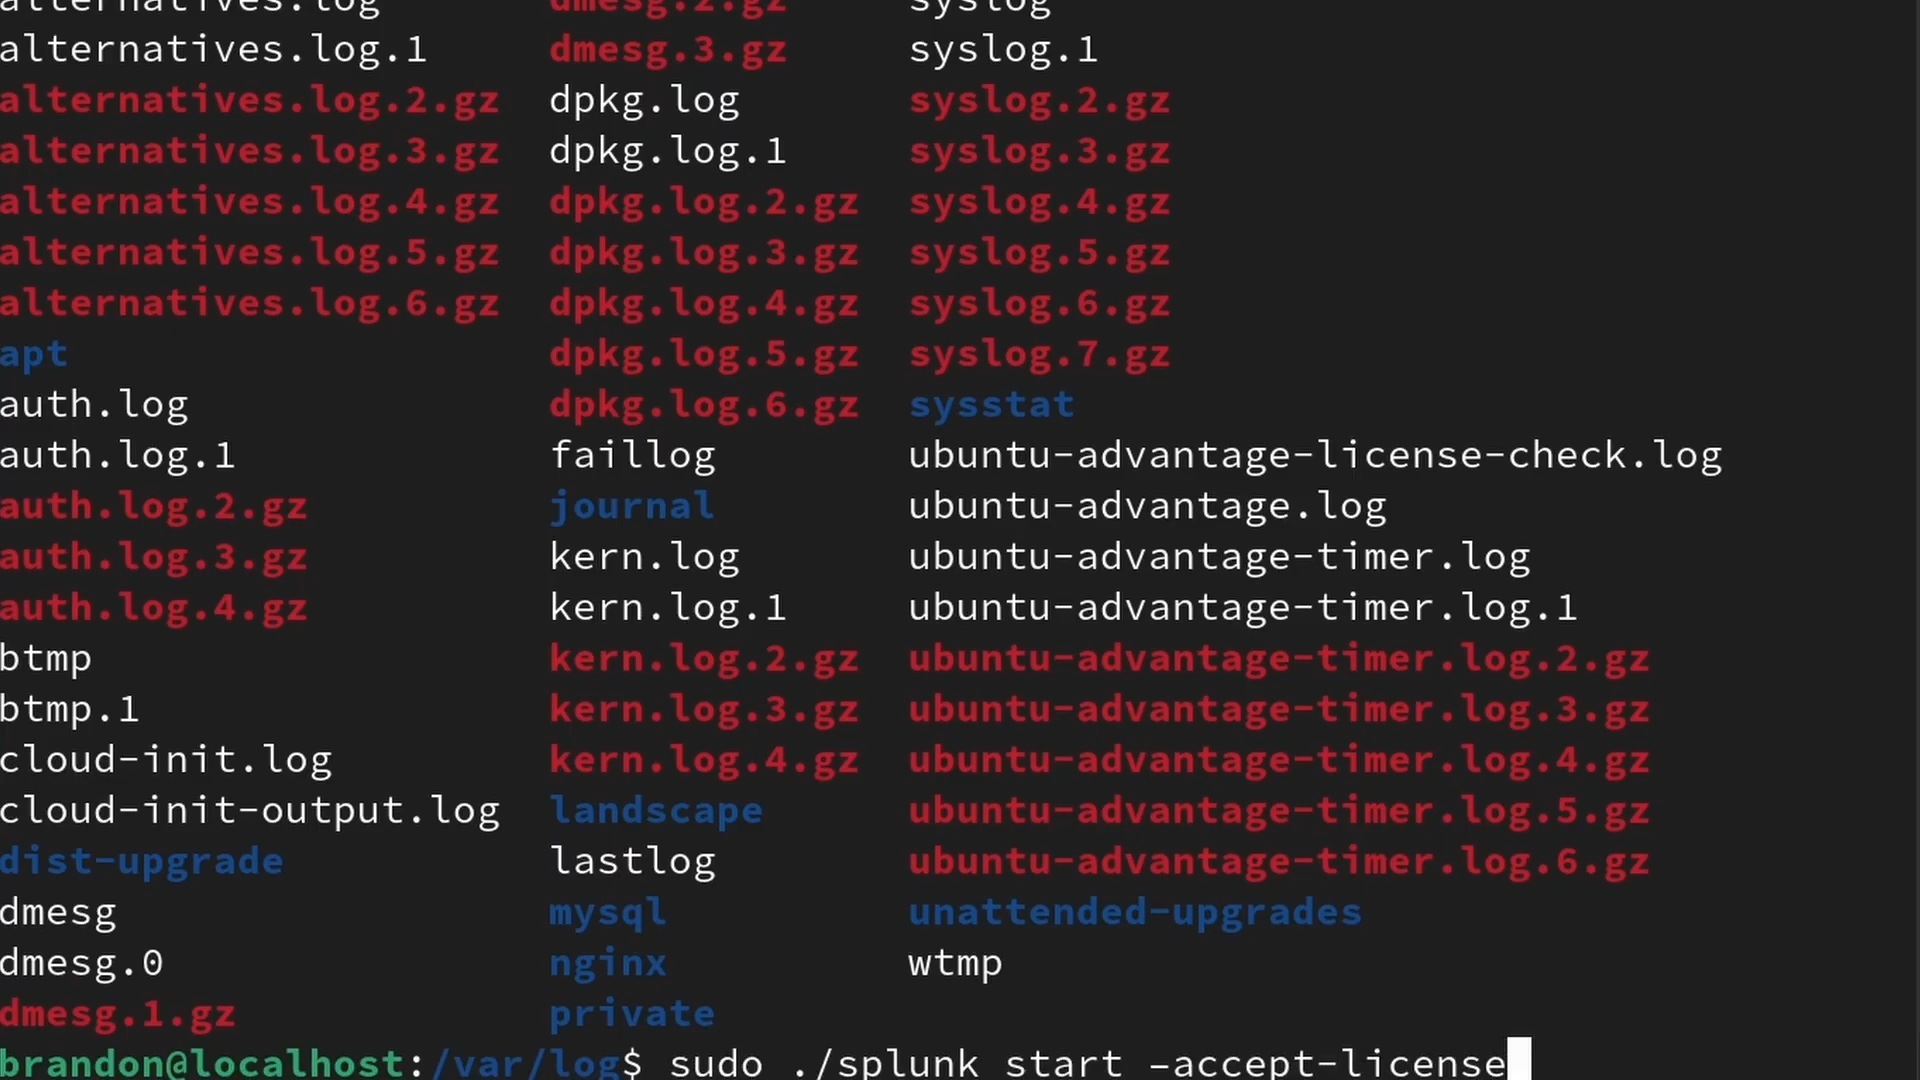 alternatives.log dmesg.2.gz syslog
alternatives.log.1 dmesg.3.gz syslog.1
alternatives.log.2.gz dpkg.log syslog.2.gz
alternatives.log.3.gz dpkg.log.1 syslog.3.gz
alternatives.log.4.gz dpkg.log.2.gz syslog.4.gz
alternatives.log.5.gz dpkg.log.3.gz syslog.5.gz
alternatives.log.6.gz dpkg.log.4.gz syslog.6.gz
apt dpkg.log.5.gz syslog.7.gz
auth.log dpkg.log.6.gz sysstat
auth.log.1 faillog ubuntu-advantage-license-check.log
auth.log.2.gz journal ubuntu-advantage.log
auth.log.3.gz kern.log ubuntu-advantage-timer.log
auth.log.4.gz kern.log.1 ubuntu-advantage-timer.log.1
btmp kern.log.2.gz ubuntu-advantage-timer.log.2.gz
btmp.1 kern.log.3.gz ubuntu-advantage-timer.log.3.gz
cloud-init.log kern.log.4.gz ubuntu-advantage-timer.log.4.gz
cloud-init-output.log landscape ubuntu-advantage-timer.log.5.gz
dist-upgrade lastlog ubuntu-advantage-timer.log.6.gz
dmesg mysql unattended-upgrades
dmesg.0 nginx wtmp
dmesg.1.gz private
brandon@localhost:/var/log$ sudo ./splunk start -accept-license